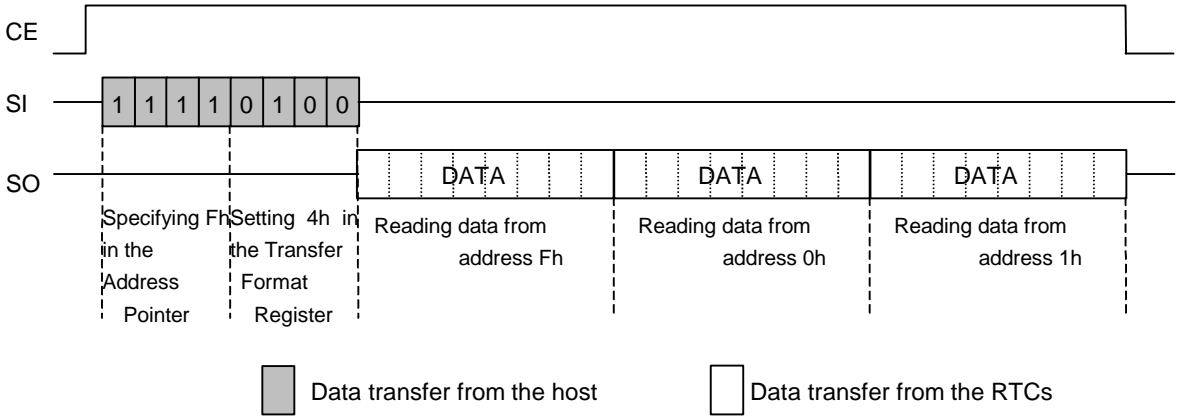 CE
SI
1 1 1 1 0 1 0 0
SO
DATA
DATA
DATA
Specifying Fh
in the
Address
Pointer
Setting 4h in
the Transfer
Format
Register
Reading data from
address Fh
Reading data from
address 0h
Reading data from
address 1h
Data transfer from the host
Data transfer from the RTCs